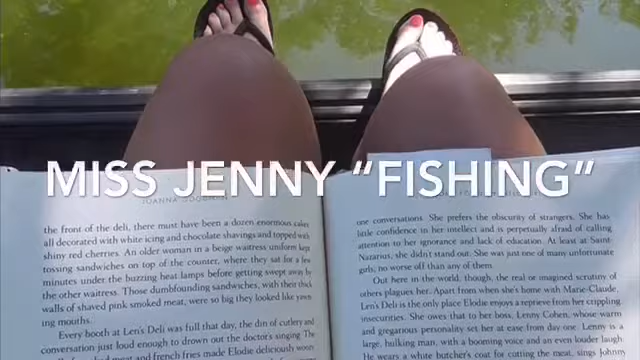 MISS JENNY “FISHING”
JOANNA GOODMAN
the front of the deli, there must have been a dozen enormous cakes
all decorated with white icing and chocolate shavings and topped with
shiny red cherries. An older woman in a beige waitress uniform kept
tossing sandwiches on top of the counter, where they sat for a few
minutes under the buzzing heat lamps before getting swept away by
the other waitress. Those dumbfounding sandwiches, with their thick
walls of shaved pink smoked meat, were so big they looked like yawn-
ing mouths.
Every booth at Len's Deli was full that day, the din of cutlery and
conversation just loud enough to drown out the doctor's singing. The
smoked meat and french fries made Elodie deliciously
one conversations. She prefers the obscurity of strangers. She has
little confidence in her intellect and is perpetually afraid of calling
attention to her ignorance and lack of education. At least at Saint-
Nazarius, she didn't stand out. She was just one of many unfortunate
girls, no worse off than any of them.
Out here in the world, though, the real or imagined scrutiny of
others plagues her. Apart from when she's home with Marie-Claude,
Len's Deli is the only place Elodie enjoys a reprieve from her crippling
insecurities. She owes that to her boss, Lenny Cohen, whose warm
and gregarious personality set her at ease from day one. Lenny is a
large, hulking man, with a booming voice and an even louder laugh.
He wears a white butcher's coat for cutting the meat, sings Johnny